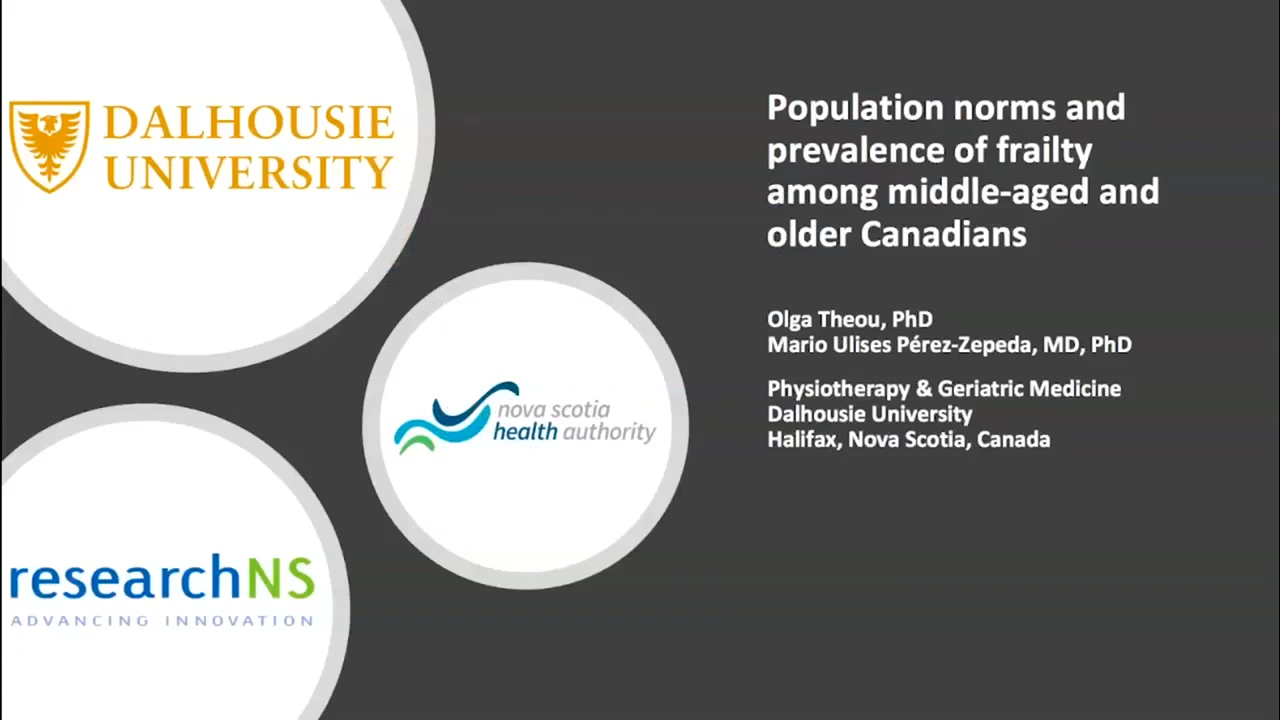 DALHOUSIE
UNIVERSITY
Population norms and
prevalence of frailty
among middle-aged and
older Canadians
Olga Theou, PhD
Mario Ulises Pérez-Zepeda, MD, PhD
Physiotherapy & Geriatric Medicine
Dalhousie University
Halifax, Nova Scotia, Canada
nova scotia
health authority
researchNS
ADVANCING INNOVATION